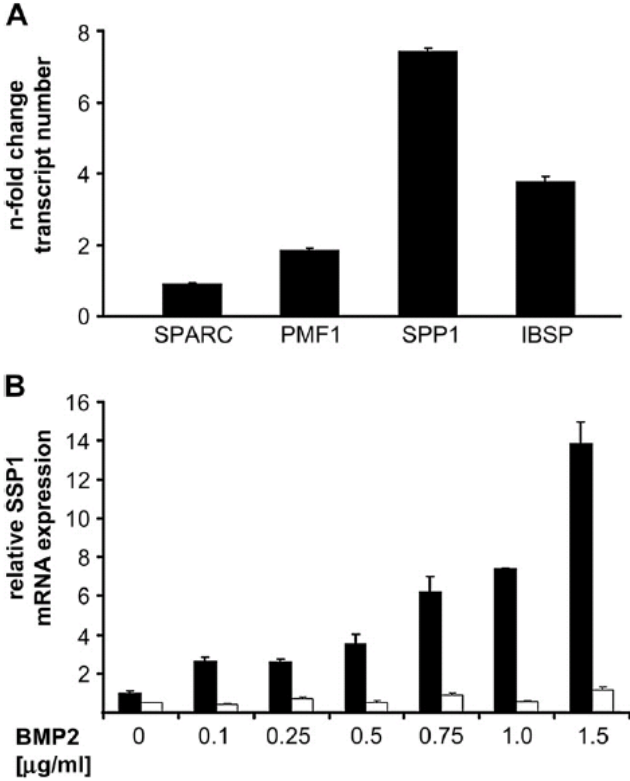 A
n-fold change
transcript number
8
6
4
2
0
SPARC PMF1 SPP1 IBSP
B
relative SSP1
mRNA expression
16
14
12
10
8
6
4
2
BMP2 0 0.1 0.25 0.5 0.75 1.0 1.5
[µg/ml]